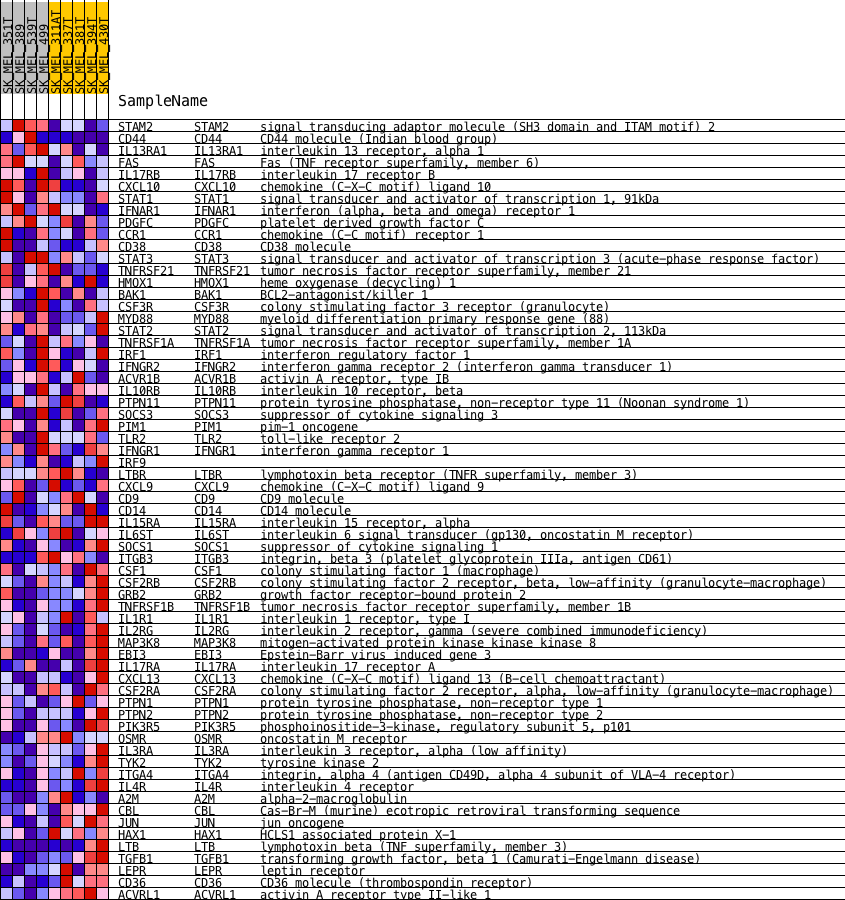 SK_MEL_351T
SK_MEL_389
SK_MEL_539T
SK_MEL_499
SK_MEL_311AT
SK_MEL_337T
SK_MEL_381T
SK_MEL_394T
SK_MEL_430T
SampleName
STAM2 STAM2 signal transducing adaptor molecule (SH3 domain and ITAM motif) 2
CD44 CD44 CD44 molecule (Indian blood group)
IL13RA1 IL13RA1 interleukin 13 receptor, alpha 1
FAS FAS Fas (TNF receptor superfamily, member 6)
IL17RB IL17RB interleukin 17 receptor B
CXCL10 CXCL10 chemokine (C-X-C motif) ligand 10
STAT1 STAT1 signal transducer and activator of transcription 1, 91kDa
IFNAR1 IFNAR1 interferon (alpha, beta and omega) receptor 1
PDGFC PDGFC platelet derived growth factor C
CCR1 CCR1 chemokine (C-C motif) receptor 1
CD38 CD38 CD38 molecule
STAT3 STAT3 signal transducer and activator of transcription 3 (acute-phase response factor)
TNFRSF21 TNFRSF21 tumor necrosis factor receptor superfamily, member 21
HMOX1 HMOX1 heme oxygenase (decycling) 1
BAK1 BAK1 BCL2-antagonist/killer 1
CSF3R CSF3R colony stimulating factor 3 receptor (granulocyte)
MYD88 MYD88 myeloid differentiation primary response gene (88)
STAT2 STAT2 signal transducer and activator of transcription 2, 113kDa
TNFRSF1A TNFRSF1A tumor necrosis factor receptor superfamily, member 1A
IRF1 IRF1 interferon regulatory factor 1
IFNGR2 IFNGR2 interferon gamma receptor 2 (interferon gamma transducer 1)
ACVR1B ACVR1B activin A receptor, type IB
IL10RB IL10RB interleukin 10 receptor, beta
PTPN11 PTPN11 protein tyrosine phosphatase, non-receptor type 11 (Noonan syndrome 1)
SOCS3 SOCS3 suppressor of cytokine signaling 3
PIM1 PIM1 pim-1 oncogene
TLR2 TLR2 toll-like receptor 2
IFNGR1 IFNGR1 interferon gamma receptor 1
IRF9
LTBR LTBR lymphotoxin beta receptor (TNFR superfamily, member 3)
CXCL9 CXCL9 chemokine (C-X-C motif) ligand 9
CD9 CD9 CD9 molecule
CD14 CD14 CD14 molecule
IL15RA IL15RA interleukin 15 receptor, alpha
IL6ST IL6ST interleukin 6 signal transducer (gp130, oncostatin M receptor)
SOCS1 SOCS1 suppressor of cytokine signaling 1
ITGB3 ITGB3 integrin, beta 3 (platelet glycoprotein IIIa, antigen CD61)
CSF1 CSF1 colony stimulating factor 1 (macrophage)
CSF2RB CSF2RB colony stimulating factor 2 receptor, beta, low-affinity (granulocyte-macrophage)
GRB2 GRB2 growth factor receptor-bound protein 2
TNFRSF1B TNFRSF1B tumor necrosis factor receptor superfamily, member 1B
IL1R1 IL1R1 interleukin 1 receptor, type I
IL2RG IL2RG interleukin 2 receptor, gamma (severe combined immunodeficiency)
MAP3K8 MAP3K8 mitogen-activated protein kinase kinase kinase 8
EBI3 EBI3 Epstein-Barr virus induced gene 3
IL17RA IL17RA interleukin 17 receptor A
CXCL13 CXCL13 chemokine (C-X-C motif) ligand 13 (B-cell chemoattractant)
CSF2RA CSF2RA colony stimulating factor 2 receptor, alpha, low-affinity (granulocyte-macrophage)
PTPN1 PTPN1 protein tyrosine phosphatase, non-receptor type 1
PTPN2 PTPN2 protein tyrosine phosphatase, non-receptor type 2
PIK3R5 PIK3R5 phosphoinositide-3-kinase, regulatory subunit 5, p101
OSMR OSMR oncostatin M receptor
IL3RA IL3RA interleukin 3 receptor, alpha (low affinity)
TYK2 TYK2 tyrosine kinase 2
ITGA4 ITGA4 integrin, alpha 4 (antigen CD49D, alpha 4 subunit of VLA-4 receptor)
IL4R IL4R interleukin 4 receptor
A2M A2M alpha-2-macroglobulin
CBL CBL Cas-Br-M (murine) ecotropic retroviral transforming sequence
JUN JUN jun oncogene
HAX1 HAX1 HCLS1 associated protein X-1
LTB LTB lymphotoxin beta (TNF superfamily, member 3)
TGFB1 TGFB1 transforming growth factor, beta 1 (Camurati-Engelmann disease)
LEPR LEPR leptin receptor
CD36 CD36 CD36 molecule (thrombospondin receptor)
ACVRL1 ACVRL1 activin A receptor type II-like 1